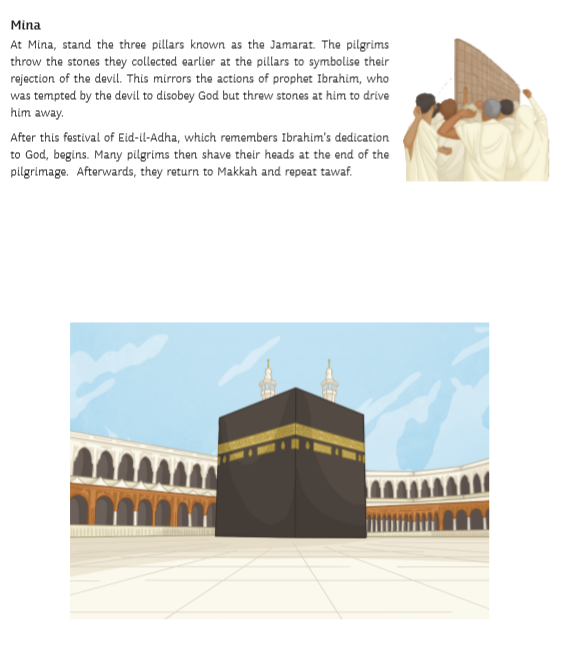 Mina
At Mina, stand the three pillars known as the Jamarat. The pilgrims
throw the stones they collected earlier at the pillars to symbolise their
rejection of the devil. This mirrors the actions of prophet Ibrahim, who
was tempted by the devil to disobey God but threw stones at him to drive
him away.
After this festival of Eid-il-Adha, which remembers Ibrahim's dedication
to God, begins. Many pilgrims then shave their heads at the end of the
pilgrimage. Afterwards, they return to Makkah and repeat tawaf.